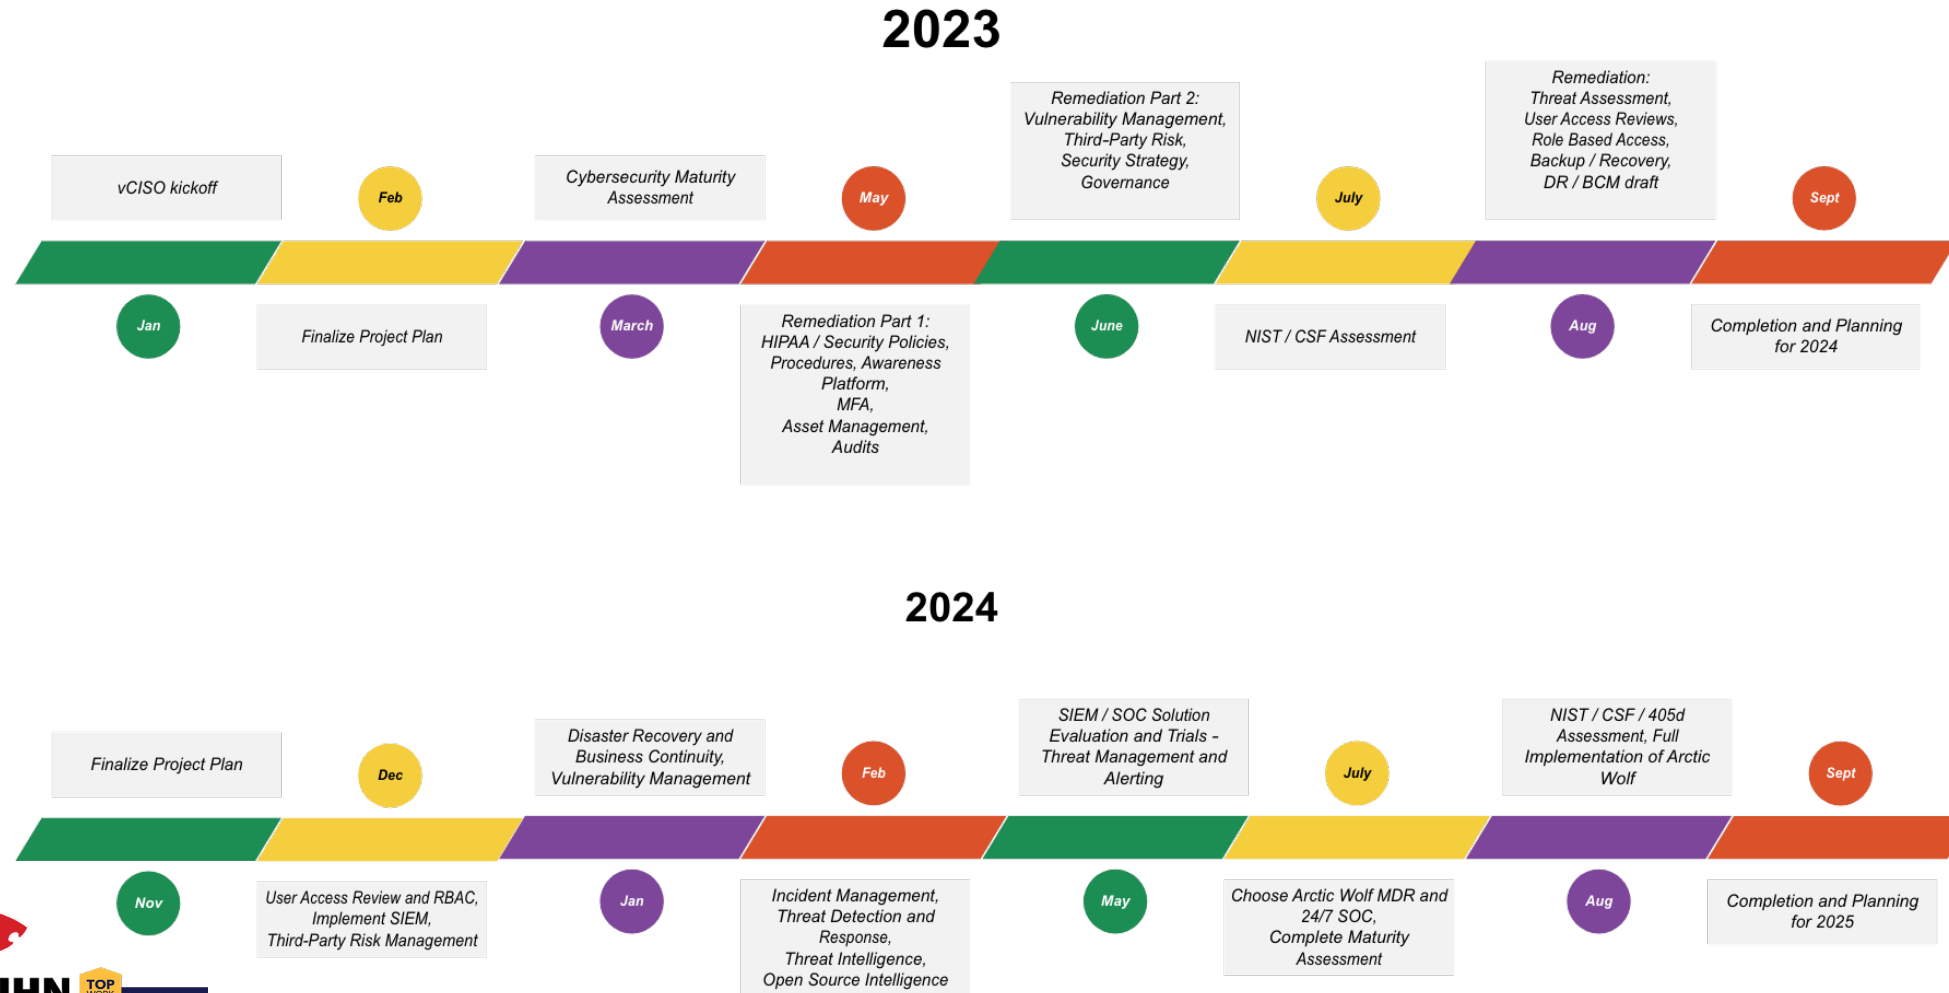 2023
vCISO kickoff
Jan
Feb
Finalize Project Plan
Cybersecurity Maturity
Assessment
March
May
Remediation Part 1:
HIPAA / Security Policies,
Procedures, Awareness
Platform,
MFA,
Asset Management,
Audits
Remediation Part 2:
Vulnerability Management,
Third-Party Risk,
Security Strategy,
Governance
June
July
NIST / CSF Assessment
Remediation:
Threat Assessment,
User Access Reviews,
Role Based Access,
Backup / Recovery,
DR / BCM draft
Aug
Sept
Completion and Planning
for 2024
2024
Finalize Project Plan
Nov
Dec
User Access Review and RBAC,
Implement SIEM,
Third-Party Risk Management
Disaster Recovery and
Business Continuity,
Vulnerability Management
Jan
Feb
Incident Management,
Threat Detection and
Response,
Threat Intelligence,
Open Source Intelligence
SIEM / SOC Solution
Evaluation and Trials -
Threat Management and
Alerting
May
July
Choose Arctic Wolf MDR and
24/7 SOC,
Complete Maturity
Assessment
NIST / CSF / 405d
Assessment, Full
Implementation of Arctic
Wolf
Aug
Sept
Completion and Planning
for 2025
TOP